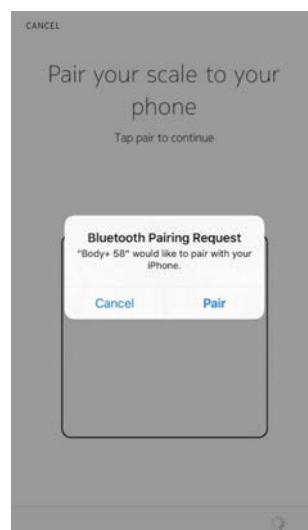 CANCEL
Pair your scale to your
phone
Tap pair to continue
Bluetooth Pairing Request
"Body+ 58" would like to pair with your
iPhone.
Cancel
Pair